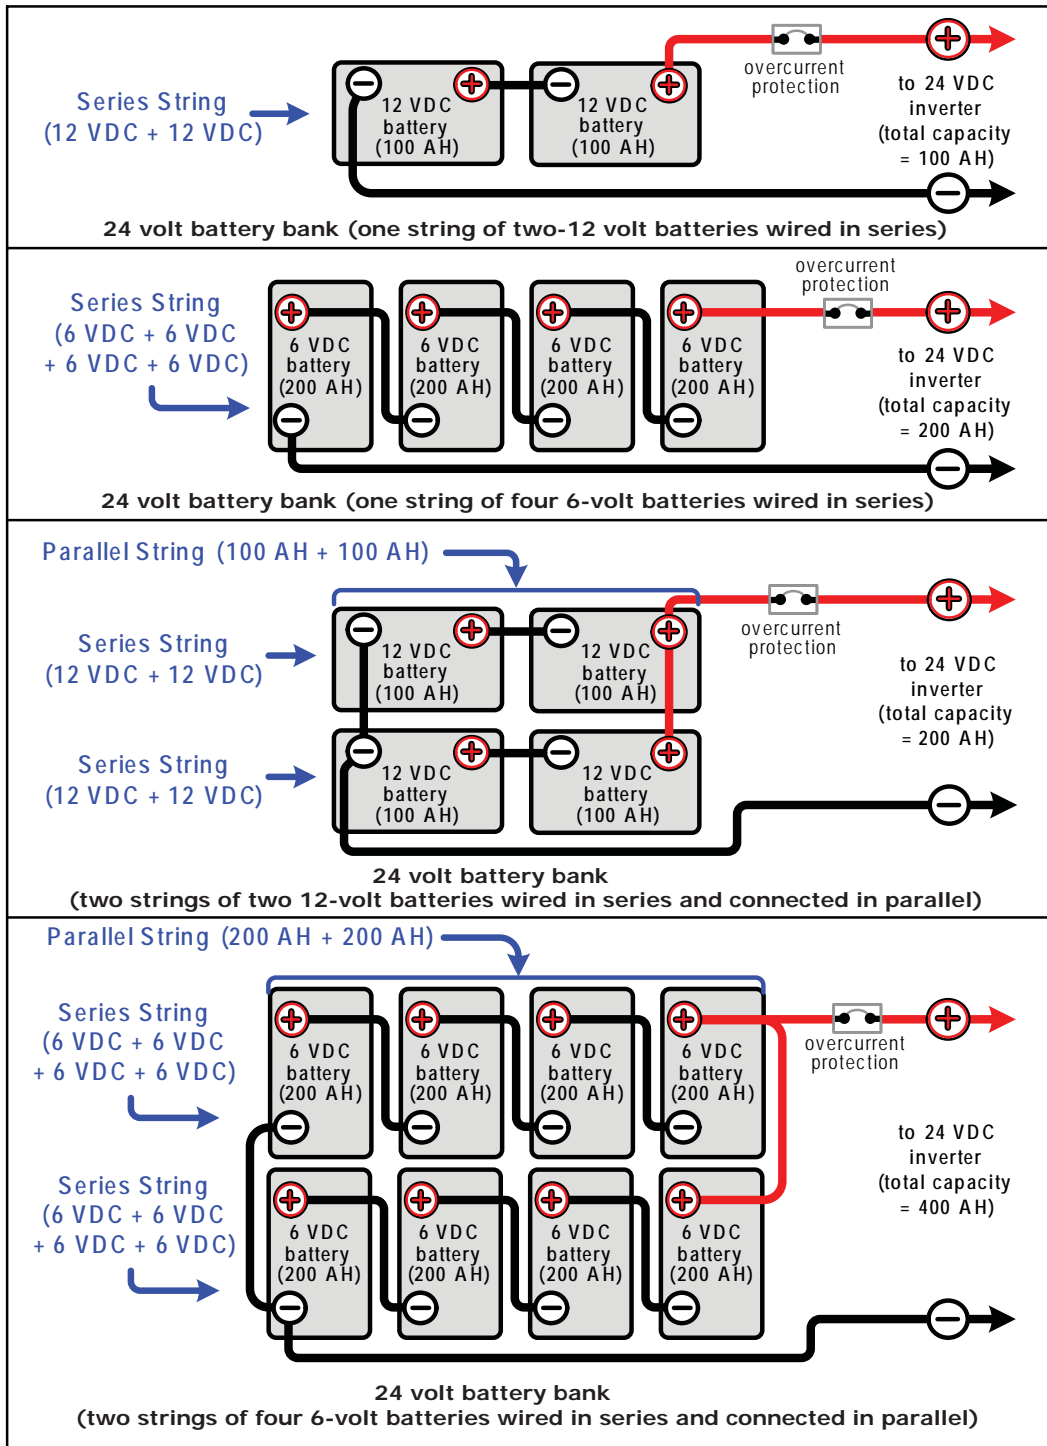 Series String
(12 VDC + 12 VDC)
12 VDC
battery
(100 AH)
12 VDC
battery
(100 AH)
overcurrent
protection
to 24 VDC
inverter
(total capacity
= 100 AH)
24 volt battery bank (one string of two-12 volt batteries wired in series)
Series String
(6 VDC + 6 VDC
+ 6 VDC + 6 VDC)
6 VDC
battery
(200 AH)
6 VDC
battery
(200 AH)
6 VDC
battery
(200 AH)
6 VDC
battery
(200 AH)
overcurrent
protection
to 24 VDC
inverter
(total capacity
= 200 AH)
24 volt battery bank (one string of four 6-volt batteries wired in series)
Parallel String (100 AH + 100 AH)
Series String
(12 VDC + 12 VDC)
12 VDC
battery
(100 AH)
12 VDC
battery
(100 AH)
overcurrent
protection
to 24 VDC
inverter
(total capacity
= 200 AH)
Series String
(12 VDC + 12 VDC)
12 VDC
battery
(100 AH)
12 VDC
battery
(100 AH)
24 volt battery bank
(two strings of two 12-volt batteries wired in series and connected in parallel)
Parallel String (200 AH + 200 AH)
Series String
(6 VDC + 6 VDC
+ 6 VDC + 6 VDC)
6 VDC
battery
(200 AH)
6 VDC
battery
(200 AH)
6 VDC
battery
(200 AH)
6 VDC
battery
(200 AH)
overcurrent
protection
to 24 VDC
inverter
(total capacity
= 400 AH)
Series String
(6 VDC + 6 VDC
+ 6 VDC + 6 VDC)
6 VDC
battery
(200 AH)
6 VDC
battery
(200 AH)
6 VDC
battery
(200 AH)
6 VDC
battery
(200 AH)
24 volt battery bank
(two strings of four 6-volt batteries wired in series and connected in parallel)